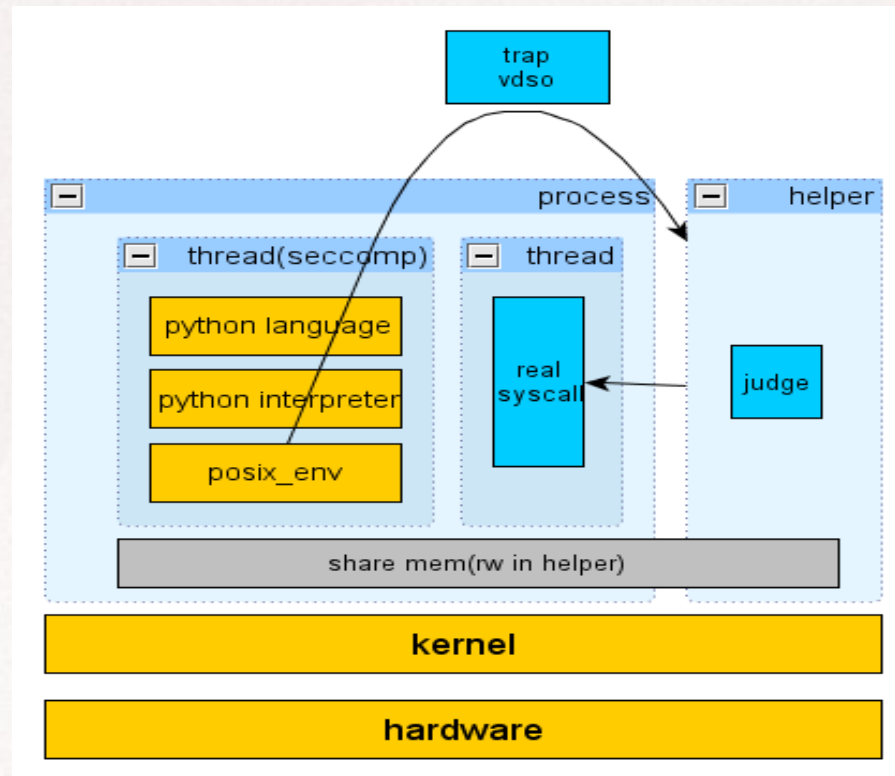 trap
vdso
process
helper
thread(seccomp)
thread
python language
python interpreter
posix_env
real
syscall
judge
share mem(rw in helper)
kernel
hardware